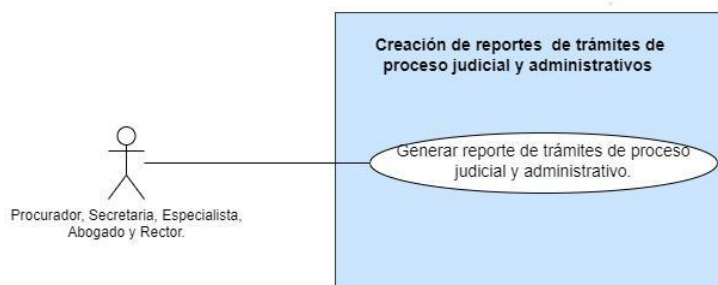 Creación de reportes de trámites de
proceso judicial y administrativos
Generar reporte de trámites de proceso
judicial y administrativo.
Procurador, Secretaria, Especialista,
Abogado y Rector.